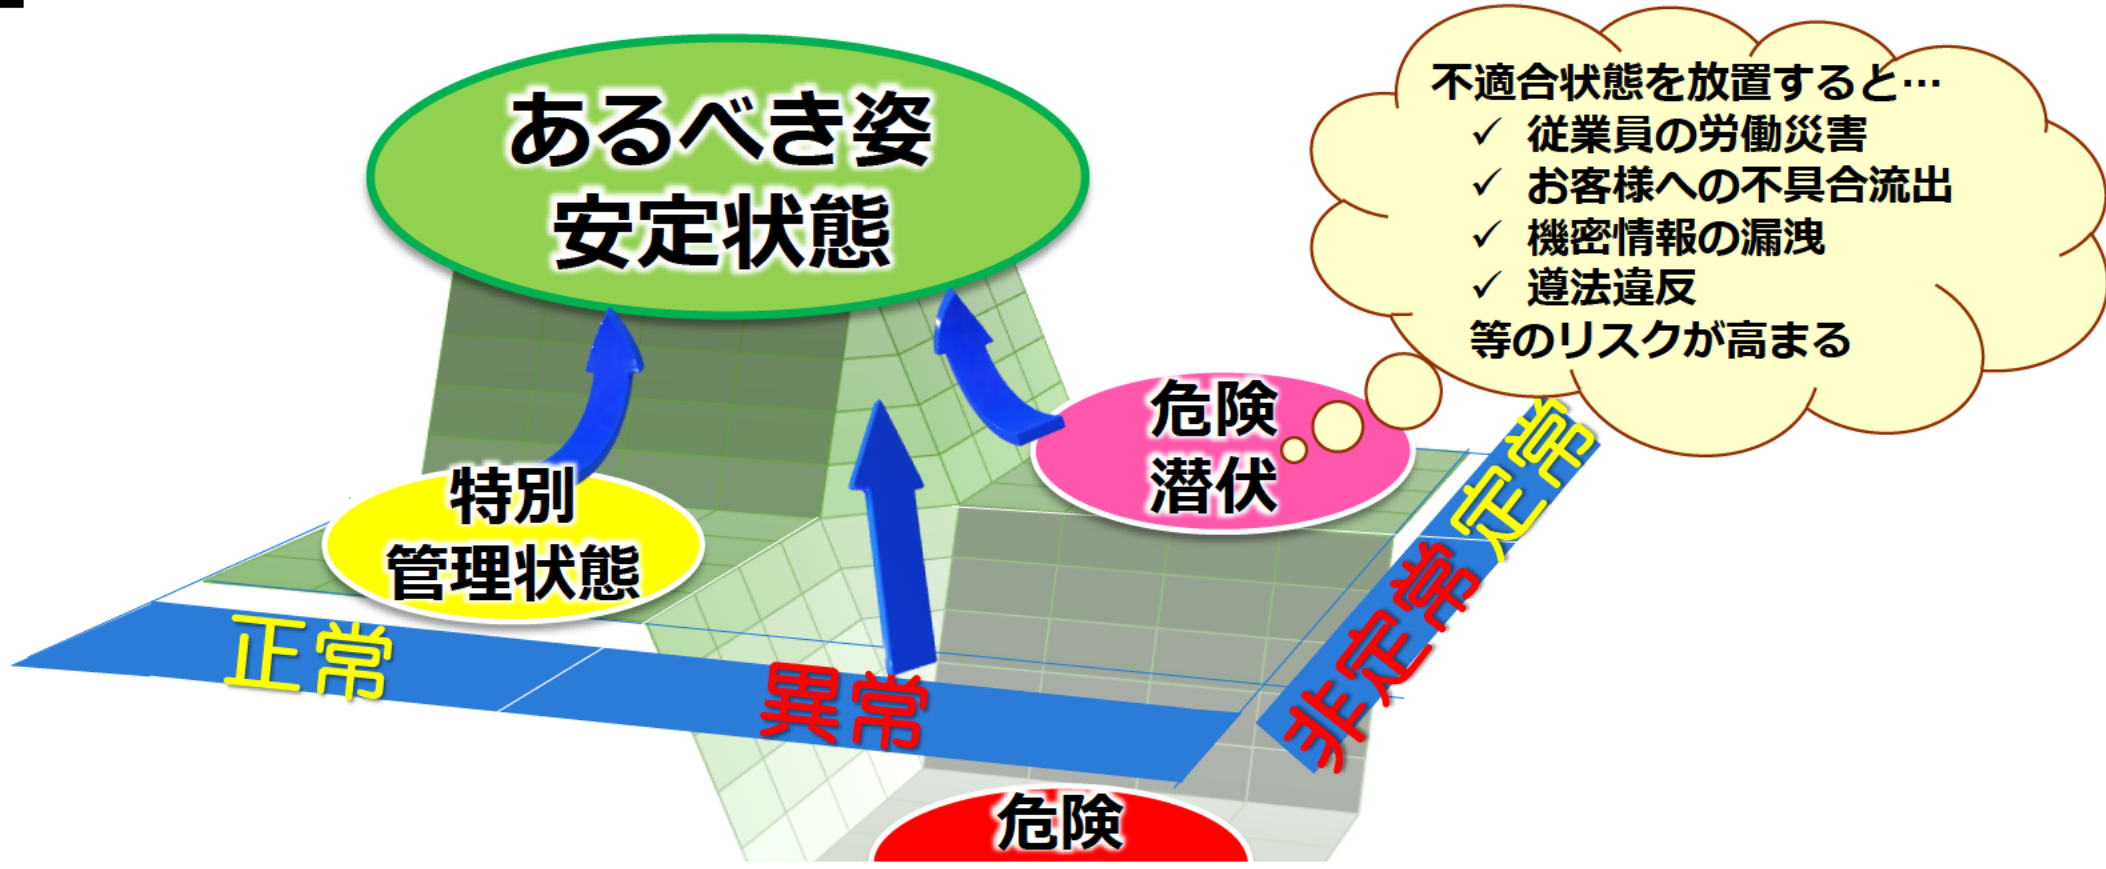 あるべき姿
安定状態
不適合状態を放置すると…
✓ 従業員の労働災害
✓ お客様への不具合流出
✓ 機密情報の漏洩
✓ 遵法違反
等のリスクが高まる
危険
潜伏
特別
管理状態
定常
非定常
正常
異常
危険